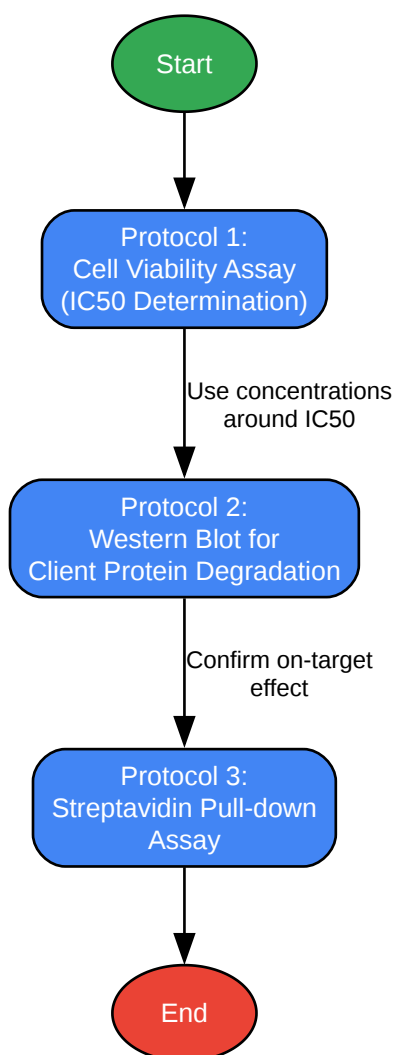 Start
Protocol 1:
Cell Viability Assay
(IC50 Determination)
Use concentrations
around IC50
Protocol 2:
Western Blot for
Client Protein Degradation
Confirm on-target
effect
Protocol 3:
Streptavidin Pull-down
Assay
End